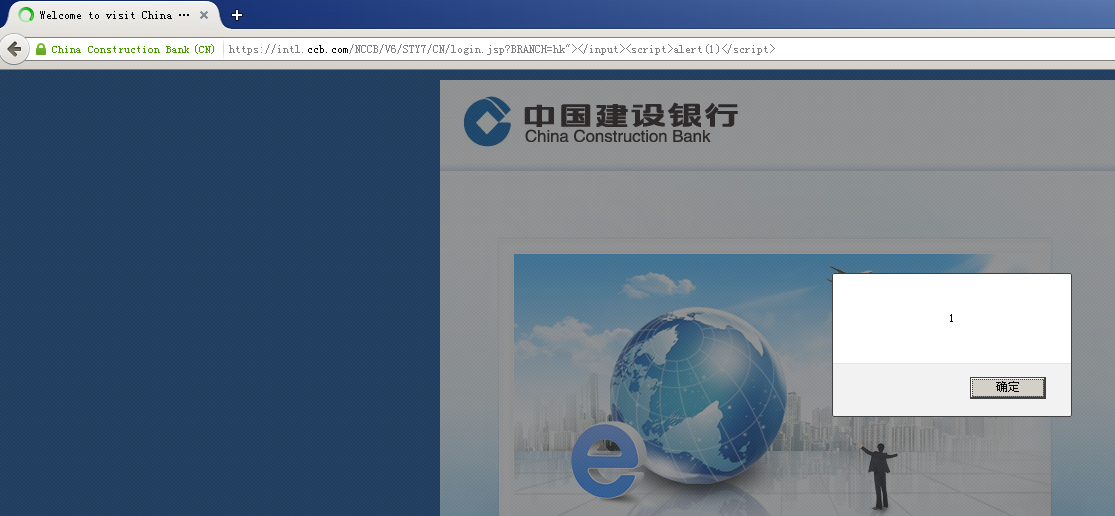 Welcome to visit China ...
China Construction Bank (CN) https://intl.ccb.com/NCCB/V6/STY7/CN/login.jsp?BRANCH=hk"></input><script>alert(1)</script>
中国建设银行
China Construction Bank
1
确定
e